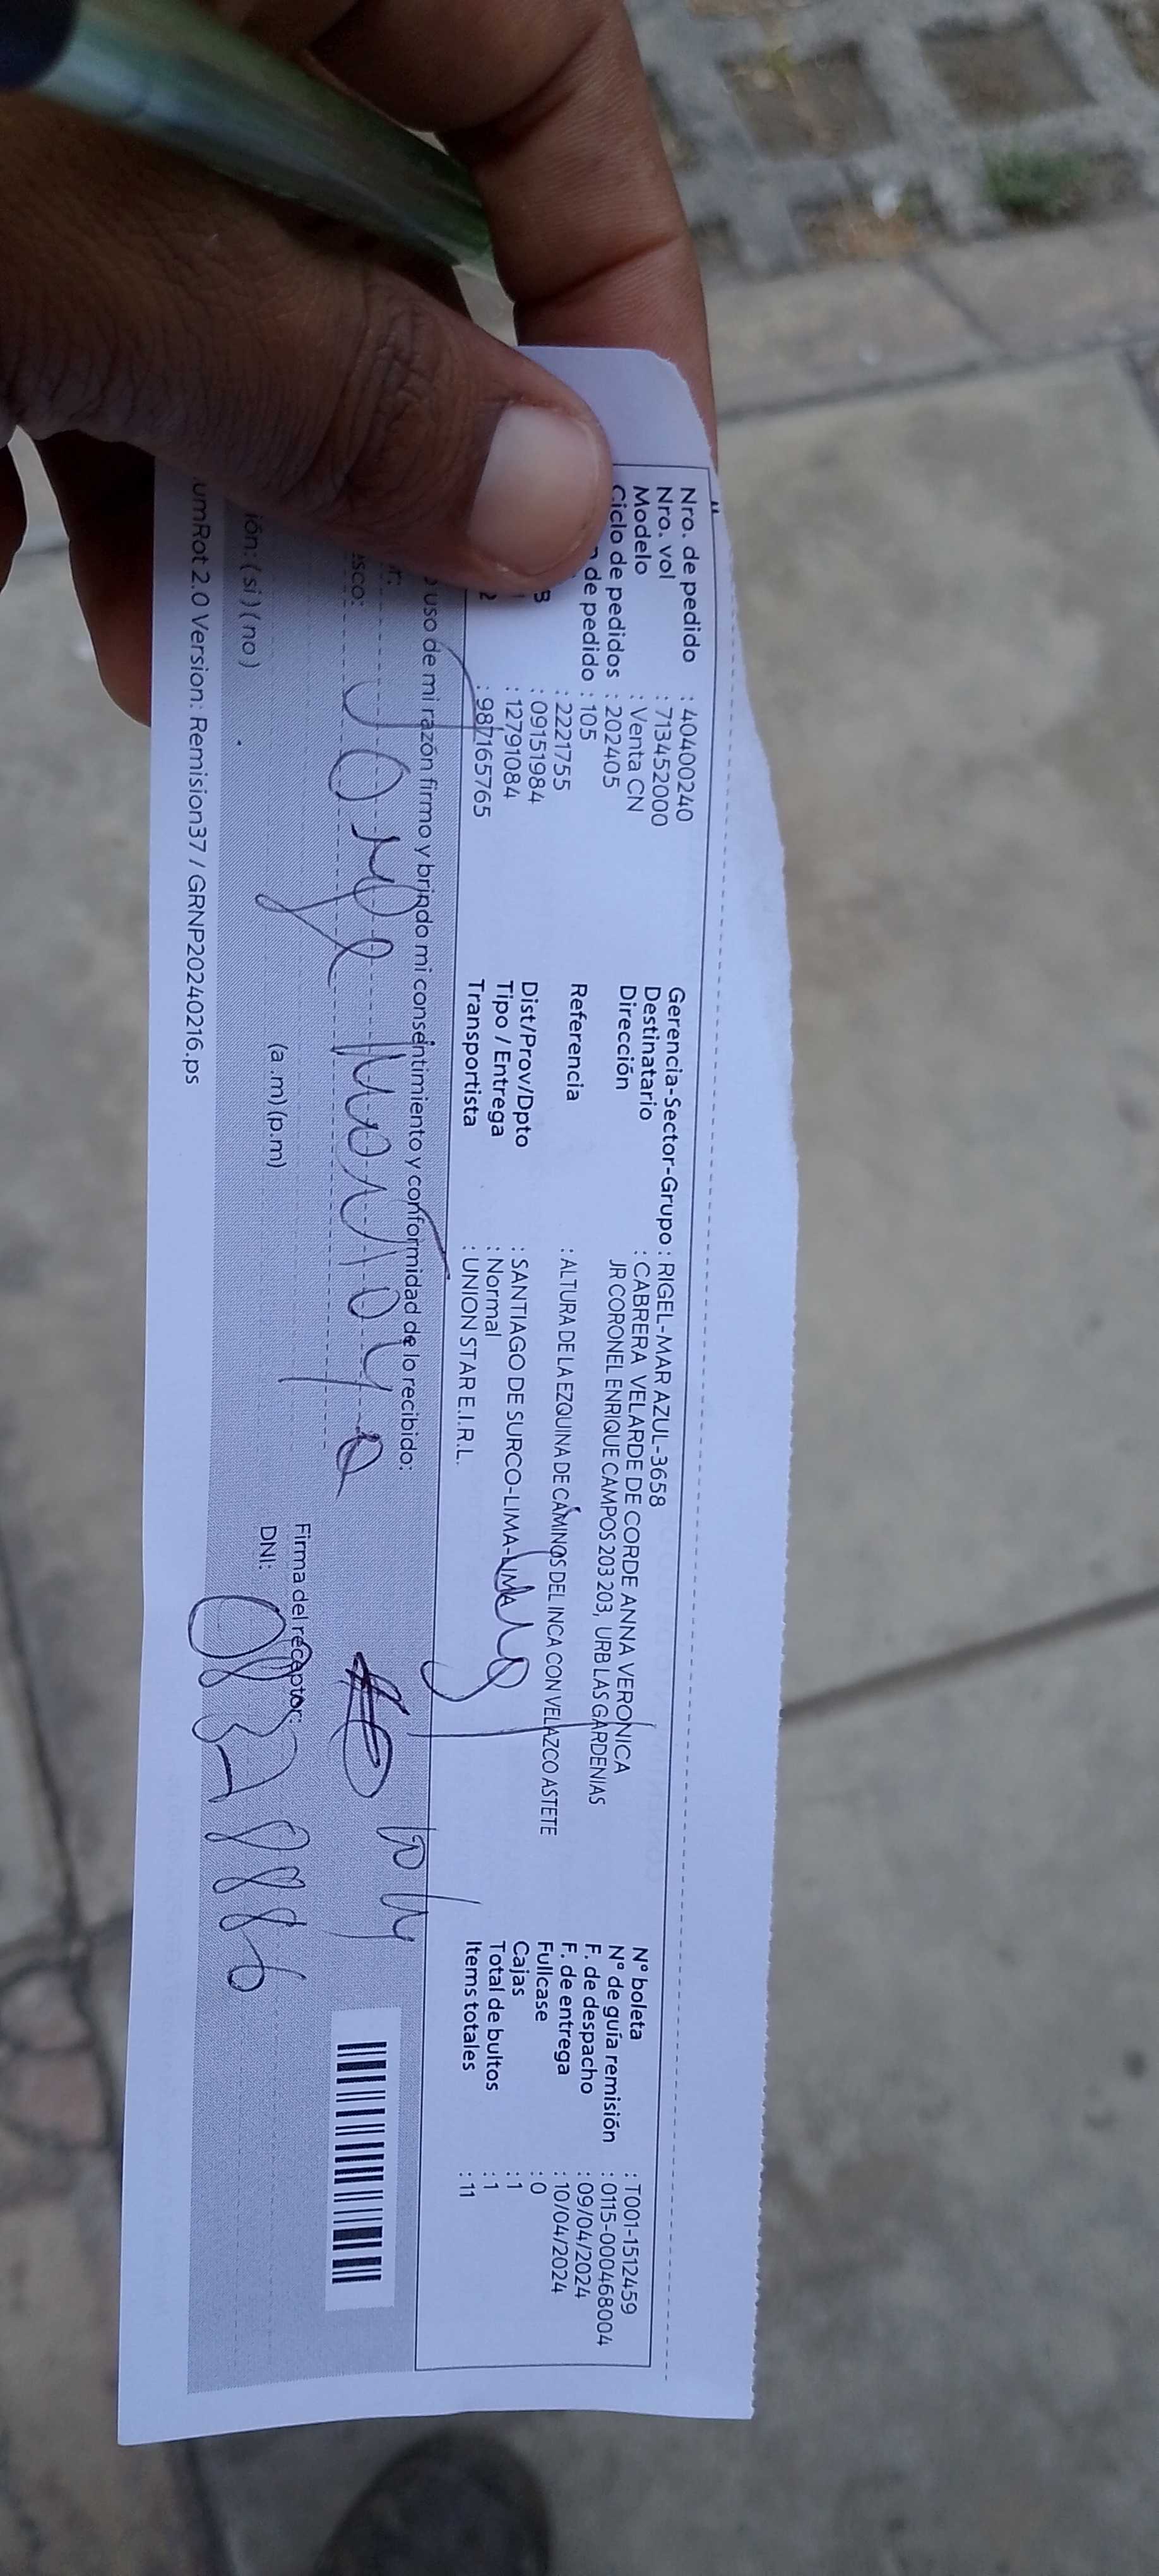 Nro. de pedido : 40400240
Nro. vol : 713452000
Modelo : Venta CN
Ciclo de pedidos : 202405
de pedido : 105
: 2221755
: 09151984
: 12791084
2 : 987165765
Gerencia-Sector-Grupo : RIGEL-MAR AZUL-3658
Destinatario : CABRERA VELARDE DE CORDE ANNA VERONICA
Dirección JR CORONEL ENRIQUE CAMPOS 203 203, URB LAS GARDENIAS
Referencia : ALTURA DE LA EZQUINA DE CAMINOS DEL INCA CON VELAZCO ASTETE
Dist/Prov/Dpto : SANTIAGO DE SURCO-LIMA-LIMA
Tipo / Entrega : Normal
Transportista : UNION STAR E.I.R.L.
N° boleta : T001-1512459
N° de guía remisión : 0115-000468004
F. de despacho : 09/04/2024
F. de entrega : 10/04/2024
Fullcase : 0
Cajas : 1
Total de bultos : 1
Items totales : 11
uso de mi razón firmo y brindo mi consentimiento y conformidad de lo recibido:
Jorge
Firma del receptor:
(a.m) (p.m)
DNI:
ión: ( si ) ( no )
umRot 2.0 Version: Remision37 / GRNP20240216.ps